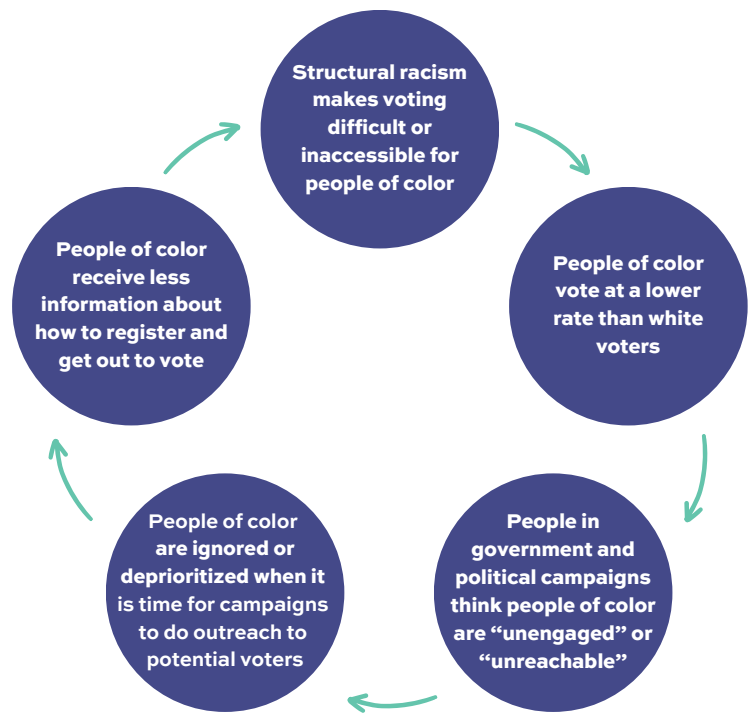 Structural racism
makes voting
difficult or
inaccessible for
people of color
People of color
vote at a lower
rate than white
voters
People in
government and
political campaigns
think people of color
are “unengaged” or
“unreachable”
People of color
are ignored or
deprioritized when it
is time for campaigns
to do outreach to
potential voters
People of color
receive less
information about
how to register and
get out to vote